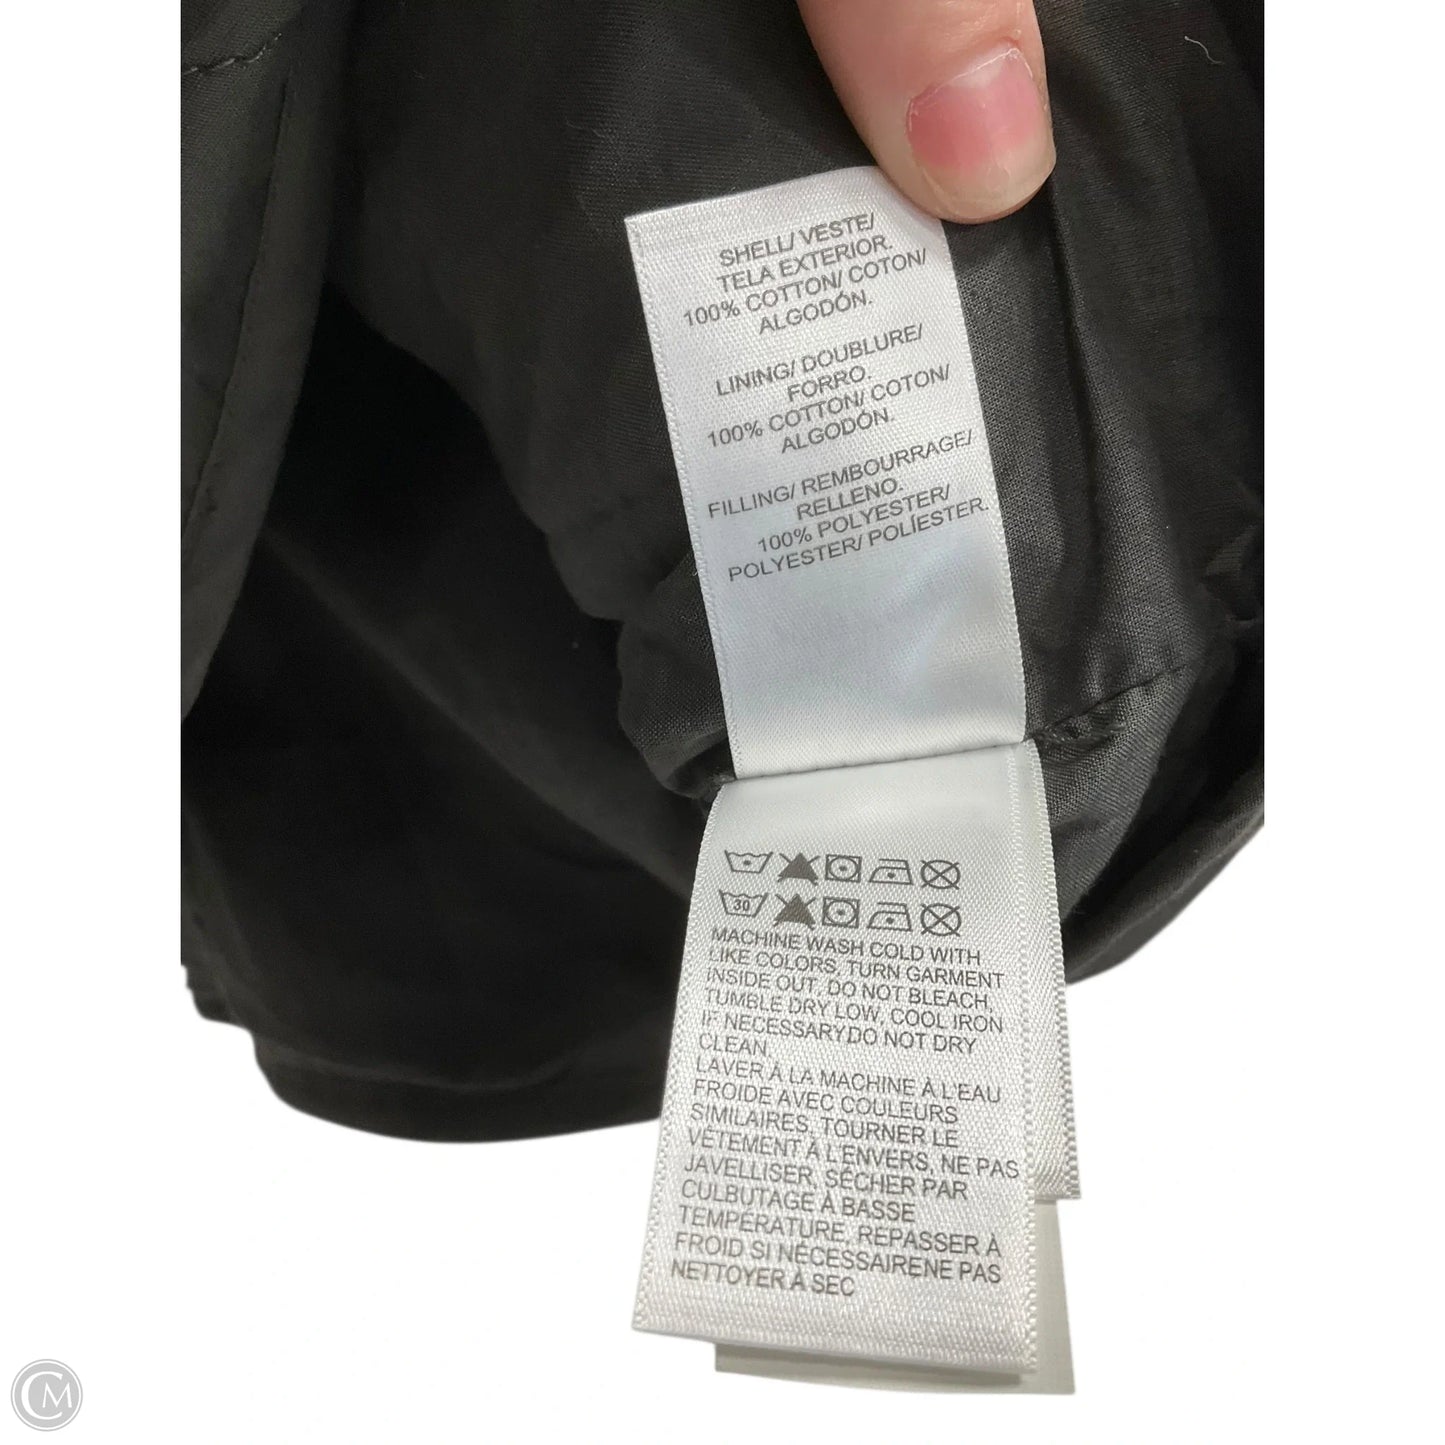 SHELL/ VESTE/
TELA EXTERIOR.
100% COTTON/ COTON/
ALGODÓN.
LINING/ DOUBLURE/
FORRO.
100% COTTON/ COTON/
ALGODÓN.
FILLING/ REMBOURRAGE/
RELLENO.
100% POLYESTER/
POLYESTER/ POLÍESTER.
30
MACHINE WASH COLD WITH
LIKE COLORS, TURN GARMENT
INSIDE OUT, DO NOT BLEACH,
TUMBLE DRY LOW, COOL IRON
IF NECESSARYDO NOT DRY
CLEAN.
LAVER À LA MACHINE À L'EAU
FROIDE AVEC COULEURS
SIMILAIRES, TOURNER LE
VÊTEMENT À L'ENVERS, NE PAS
JAVELLISER, SÉCHER PAR
CULBUTAGE À BASSE
TEMPÉRATURE, REPASSER À
FROID SI NÉCESSAIRENE PAS
NETTOYER À SEC
CM